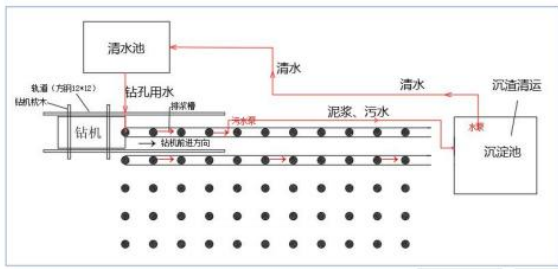 清水池
清水
清水
沉渣清运
钻孔用水
轨道（方钢12*12）
钻机枕木
排浆槽
污水泵
泥浆、污水
水泵
钻机
钻机前进方向
沉淀池